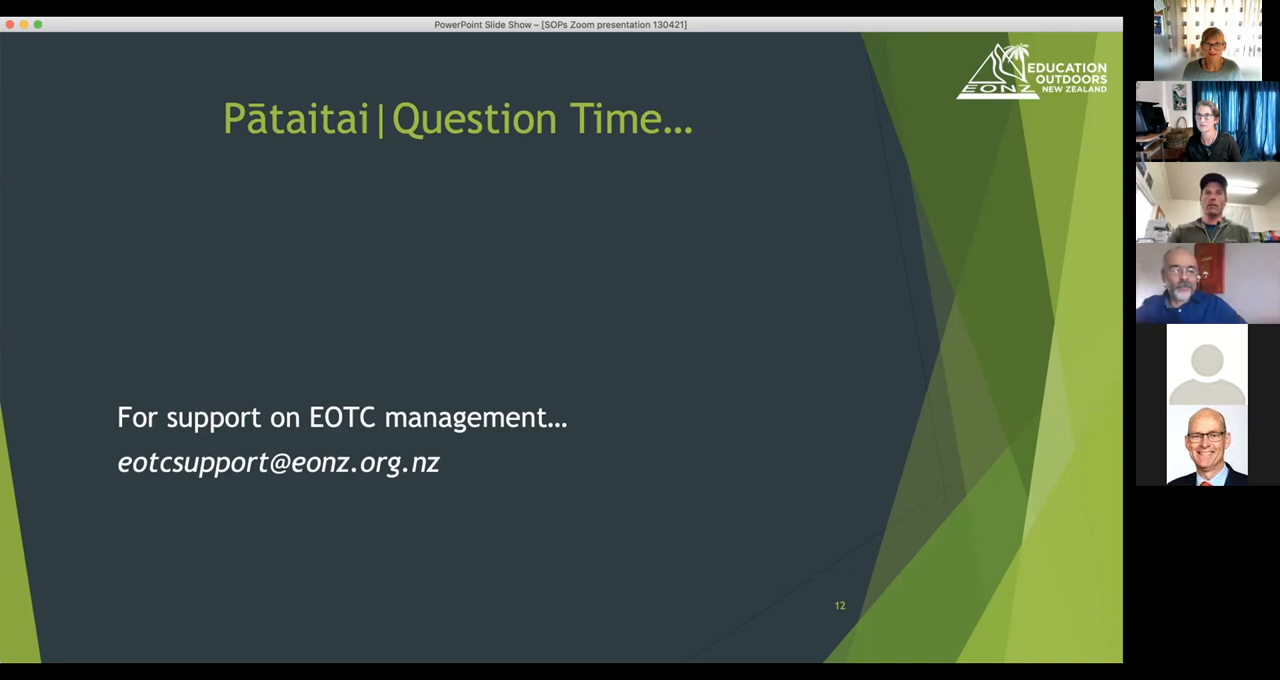 PowerPoint Slide Show – [SOPs Zoom presentation 130421]
EDUCATION
OUTDOORS
NEW ZEALAND
EONZ
Pātaitai|Question Time…
For support on EOTC management…
eotcsupport@eonz.org.nz
12